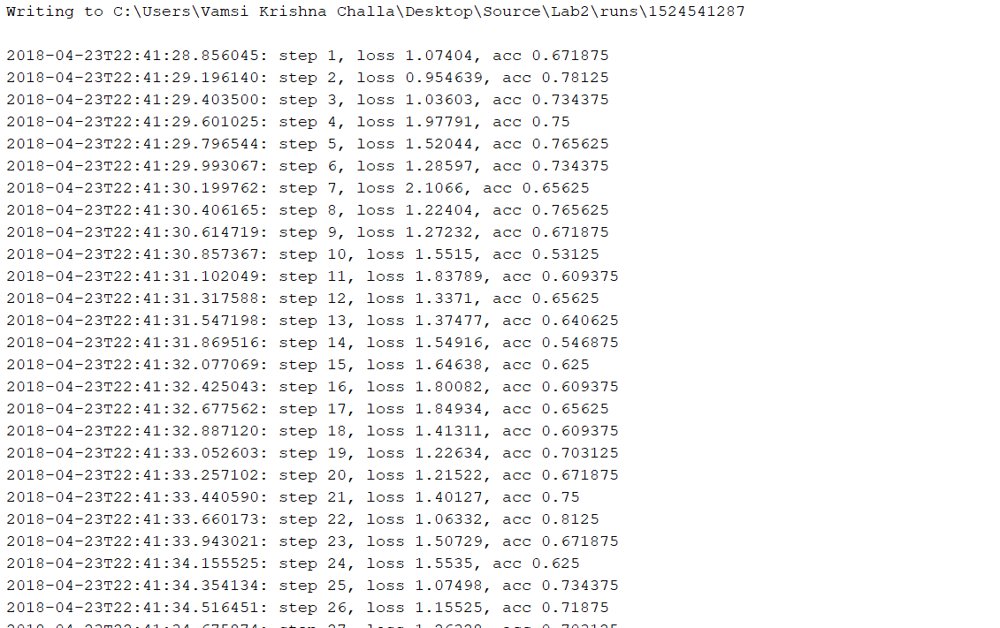 Writing to C:\Users\Vamsi Krishna Challa\Desktop\Source\Lab2\runs\1524541287
2018-04-23T22:41:28.856045: step 1, loss 1.07404, acc 0.671875
2018-04-23T22:41:29.196140: step 2, loss 0.954639, acc 0.78125
2018-04-23T22:41:29.403500: step 3, loss 1.03603, acc 0.734375
2018-04-23T22:41:29.601025: step 4, loss 1.97791, acc 0.75
2018-04-23T22:41:29.796544: step 5, loss 1.52044, acc 0.765625
2018-04-23T22:41:29.993067: step 6, loss 1.28597, acc 0.734375
2018-04-23T22:41:30.199762: step 7, loss 2.1066, acc 0.65625
2018-04-23T22:41:30.406165: step 8, loss 1.22404, acc 0.765625
2018-04-23T22:41:30.614719: step 9, loss 1.27232, acc 0.671875
2018-04-23T22:41:30.857367: step 10, loss 1.5515, acc 0.53125
2018-04-23T22:41:31.102049: step 11, loss 1.83789, acc 0.609375
2018-04-23T22:41:31.317588: step 12, loss 1.3371, acc 0.65625
2018-04-23T22:41:31.547198: step 13, loss 1.37477, acc 0.640625
2018-04-23T22:41:31.869516: step 14, loss 1.54916, acc 0.546875
2018-04-23T22:41:32.077069: step 15, loss 1.64638, acc 0.625
2018-04-23T22:41:32.425043: step 16, loss 1.80082, acc 0.609375
2018-04-23T22:41:32.677562: step 17, loss 1.84934, acc 0.65625
2018-04-23T22:41:32.887120: step 18, loss 1.41311, acc 0.609375
2018-04-23T22:41:33.052603: step 19, loss 1.22634, acc 0.703125
2018-04-23T22:41:33.257102: step 20, loss 1.21522, acc 0.671875
2018-04-23T22:41:33.440590: step 21, loss 1.40127, acc 0.75
2018-04-23T22:41:33.660173: step 22, loss 1.06332, acc 0.8125
2018-04-23T22:41:33.943021: step 23, loss 1.50729, acc 0.671875
2018-04-23T22:41:34.155525: step 24, loss 1.5535, acc 0.625
2018-04-23T22:41:34.354134: step 25, loss 1.07498, acc 0.734375
2018-04-23T22:41:34.516451: step 26, loss 1.15525, acc 0.71875